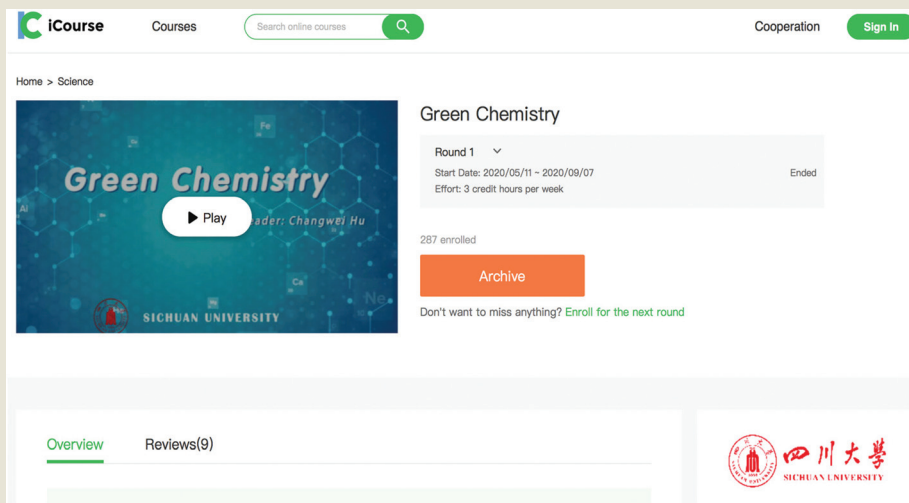 iCourse
Courses
Search online courses
Cooperation
Sign In
Home > Science
Green Chemistry
Fe
Al
Play
Leader: Changwei Hu
Ca
Ne
SICHUAN UNIVERSITY
Green Chemistry
Round 1
Start Date: 2020/05/11 ~ 2020/09/07
Ended
Effort: 3 credit hours per week
287 enrolled
Archive
Don't want to miss anything? Enroll for the next round
Overview
Reviews(9)
四川大學
SICHUAN UNIVERSITY